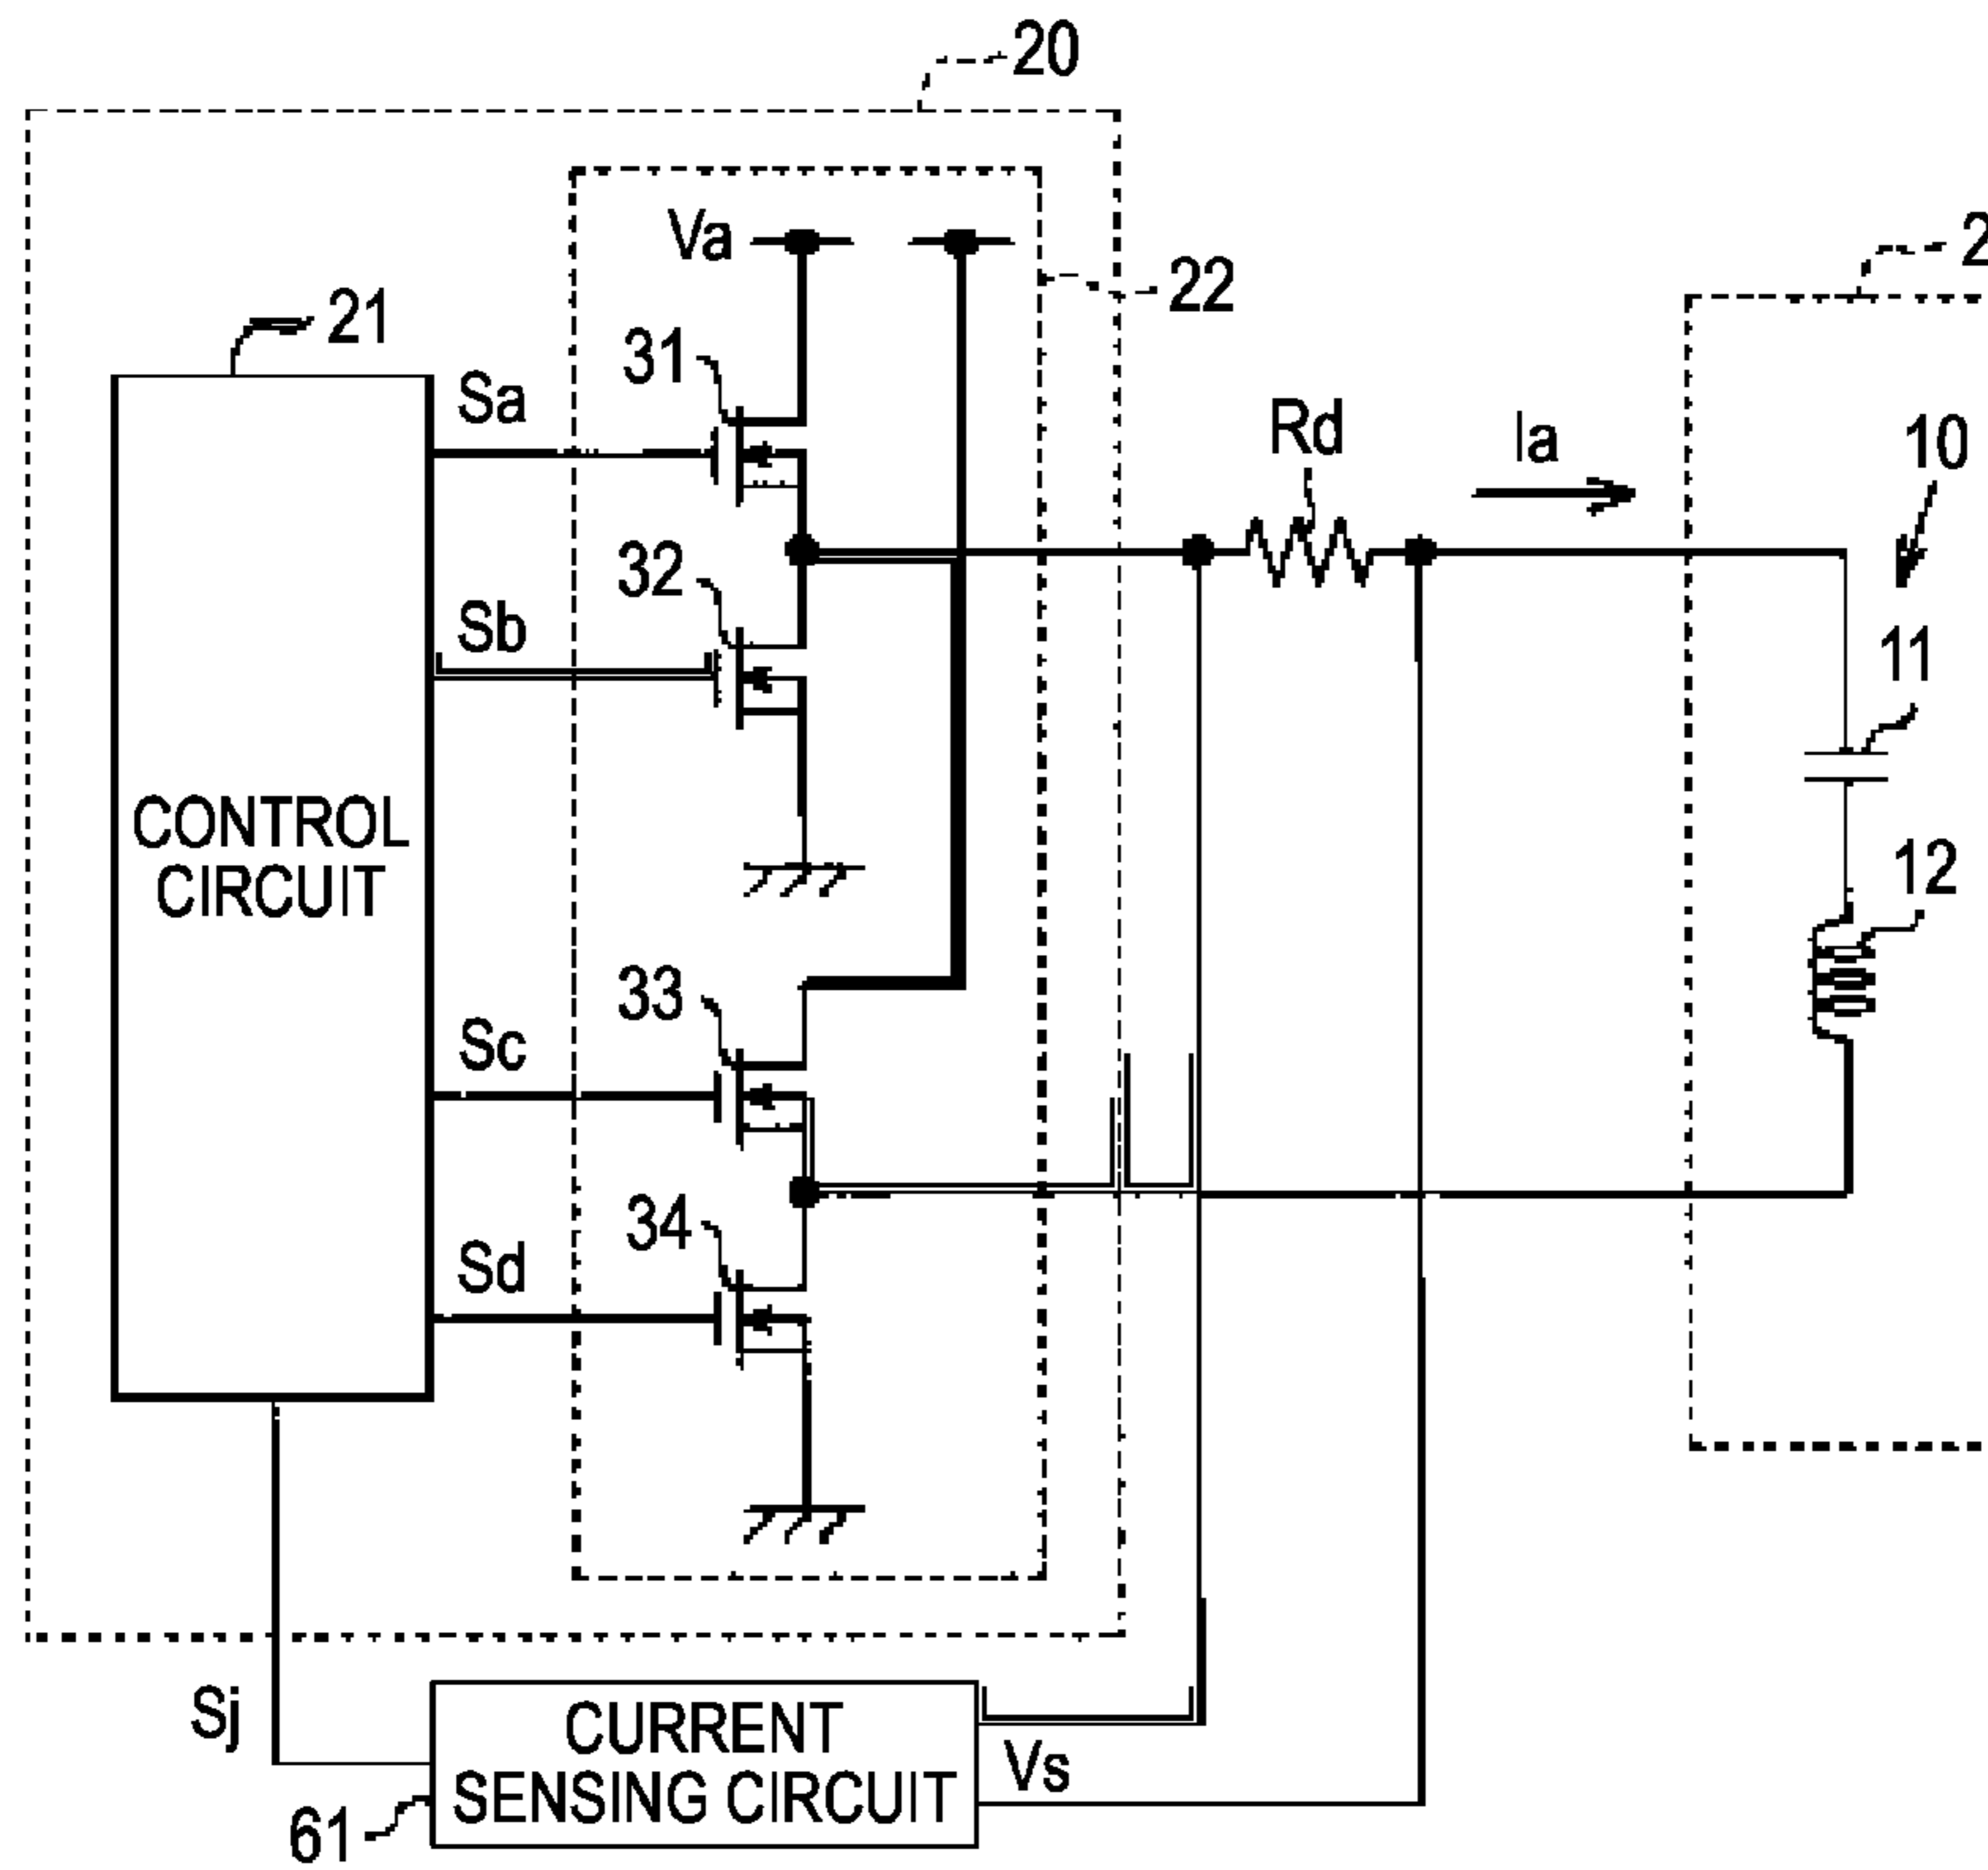 20
Va
22
2
21
31
Sa
Rd
Ia
10
32
Sb
11
CONTROL
CIRCUIT
12
33
Sc
34
Sd
Sj
CURRENT
SENSING CIRCUIT
Vs
61